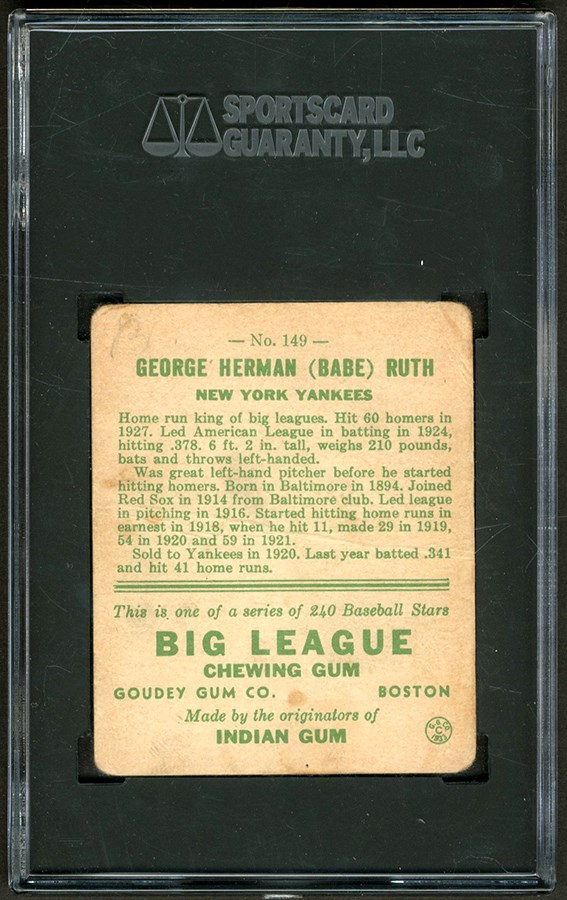 SPORTSCARD
GUARANTY, LLC
— No. 149 —
GEORGE HERMAN (BABE) RUTH
NEW YORK YANKEES
Home run king of big leagues. Hit 60 homers in
1927. Led American League in batting in 1924,
hitting .378. 6 ft. 2 in. tall, weighs 210 pounds,
bats and throws left-handed.
Was great left-hand pitcher before he started
hitting homers. Born in Baltimore in 1894. Joined
Red Sox in 1914 from Baltimore club. Led league
in pitching in 1916. Started hitting home runs in
earnest in 1918, when he hit 11, made 29 in 1919,
54 in 1920 and 59 in 1921.
Sold to Yankees in 1920. Last year batted .341
and hit 41 home runs.
This is one of a series of 240 Baseball Stars
BIG LEAGUE
CHEWING GUM
GOUDEY GUM CO. BOSTON
Made by the originators of
INDIAN GUM
C
1933